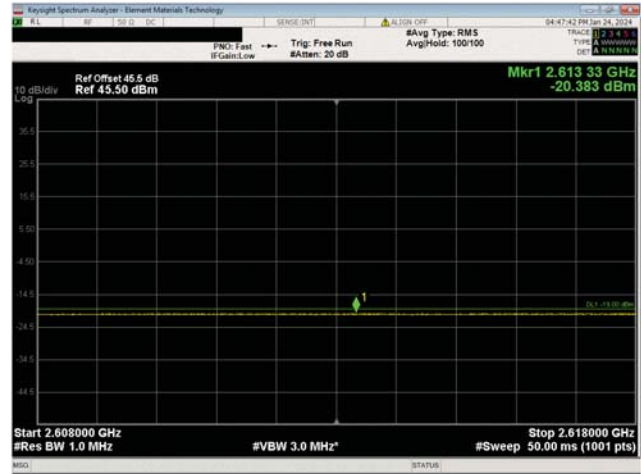 Keysight Spectrum Analyzer - Element Materials Technology
RL RF 50 Ω DC SENSE:INT ALIGN OFF 04:47:42 PM Jan 24, 2024
PNO: Fast Trig: Free Run #Avg Type: RMS TRACE 1 2 3 4 5 6
IFGain:Low #Atten: 20 dB Avg|Hold: 100/100 TYPE A WWWWW
DET A N N N N N
Mkr1 2.613 33 GHz
-20.383 dBm
Ref Offset 45.5 dB
10 dB/div Ref 45.50 dBm
Log
35.5
25.5
15.5
5.50
-4.50
-14.5
1
DL1 -19.00 dBm
-24.5
-34.5
-44.5
Start 2.608000 GHz Stop 2.618000 GHz
#Res BW 1.0 MHz #VBW 3.0 MHz* #Sweep 50.00 ms (1001 pts)
MSG STATUS